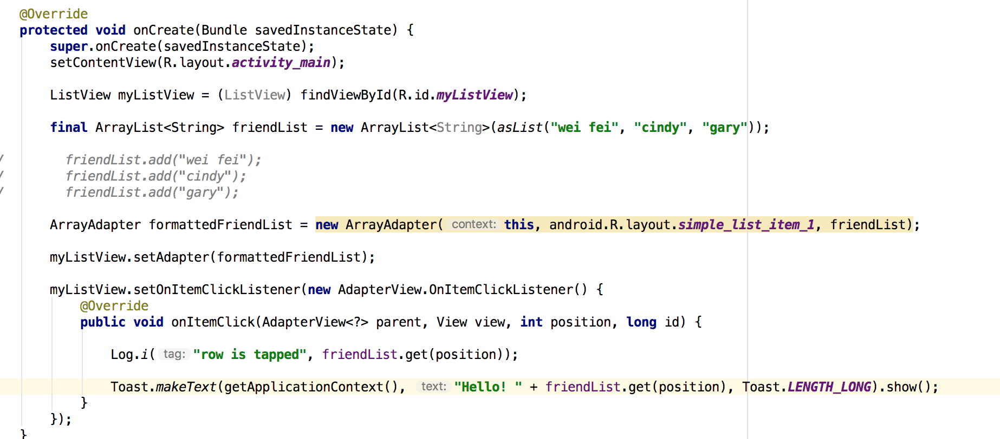 @Override
protected void onCreate(Bundle savedInstanceState) {
super.onCreate(savedInstanceState);
setContentView(R.layout.activity_main);
ListView myListView = (ListView) findViewById(R.id.myListView);
final ArrayList<String> friendList = new ArrayList<String>(asList("wei fei", "cindy", "gary"));
/ friendList.add("wei fei");
/ friendList.add("cindy");
/ friendList.add("gary");
ArrayAdapter formattedFriendList = new ArrayAdapter( context: this, android.R.layout.simple_list_item_1, friendList);
myListView.setAdapter(formattedFriendList);
myListView.setOnItemClickListener(new AdapterView.OnItemClickListener() {
@Override
public void onItemClick(AdapterView<?> parent, View view, int position, long id) {
Log.i( tag: "row is tapped", friendList.get(position));
Toast.makeText(getApplicationContext(), text: "Hello! " + friendList.get(position), Toast.LENGTH_LONG).show();
}
});
}